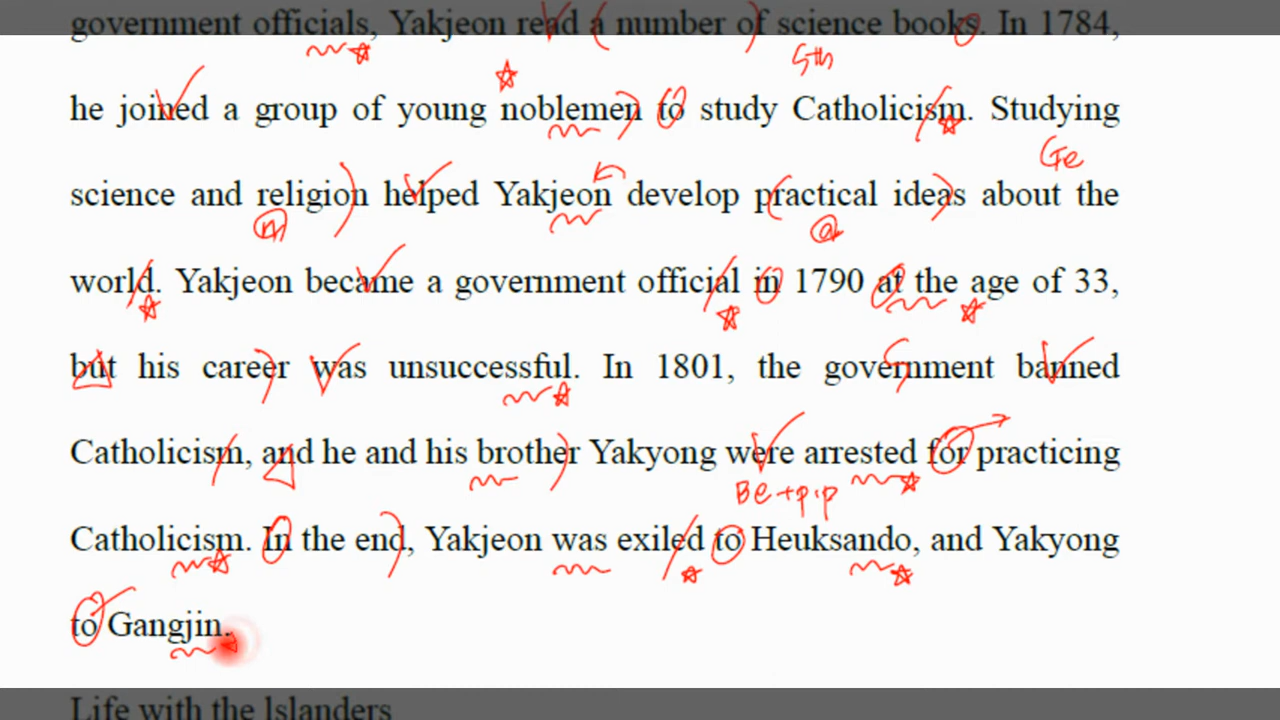 government officials, Yakjeon read a number of science books. In 1784,
5th
he joined a group of young noblemen to study Catholicism. Studying
Ge
science and religion helped Yakjeon develop practical ideas about the
n
a
world. Yakjeon became a government official in 1790 at the age of 33,
but his career was unsuccessful. In 1801, the government banned
Catholicism, and he and his brother Yakyong were arrested for practicing
Be + p.p
Catholicism. In the end, Yakjeon was exiled to Heuksando, and Yakyong
to Gangjin.
Life with the Islanders